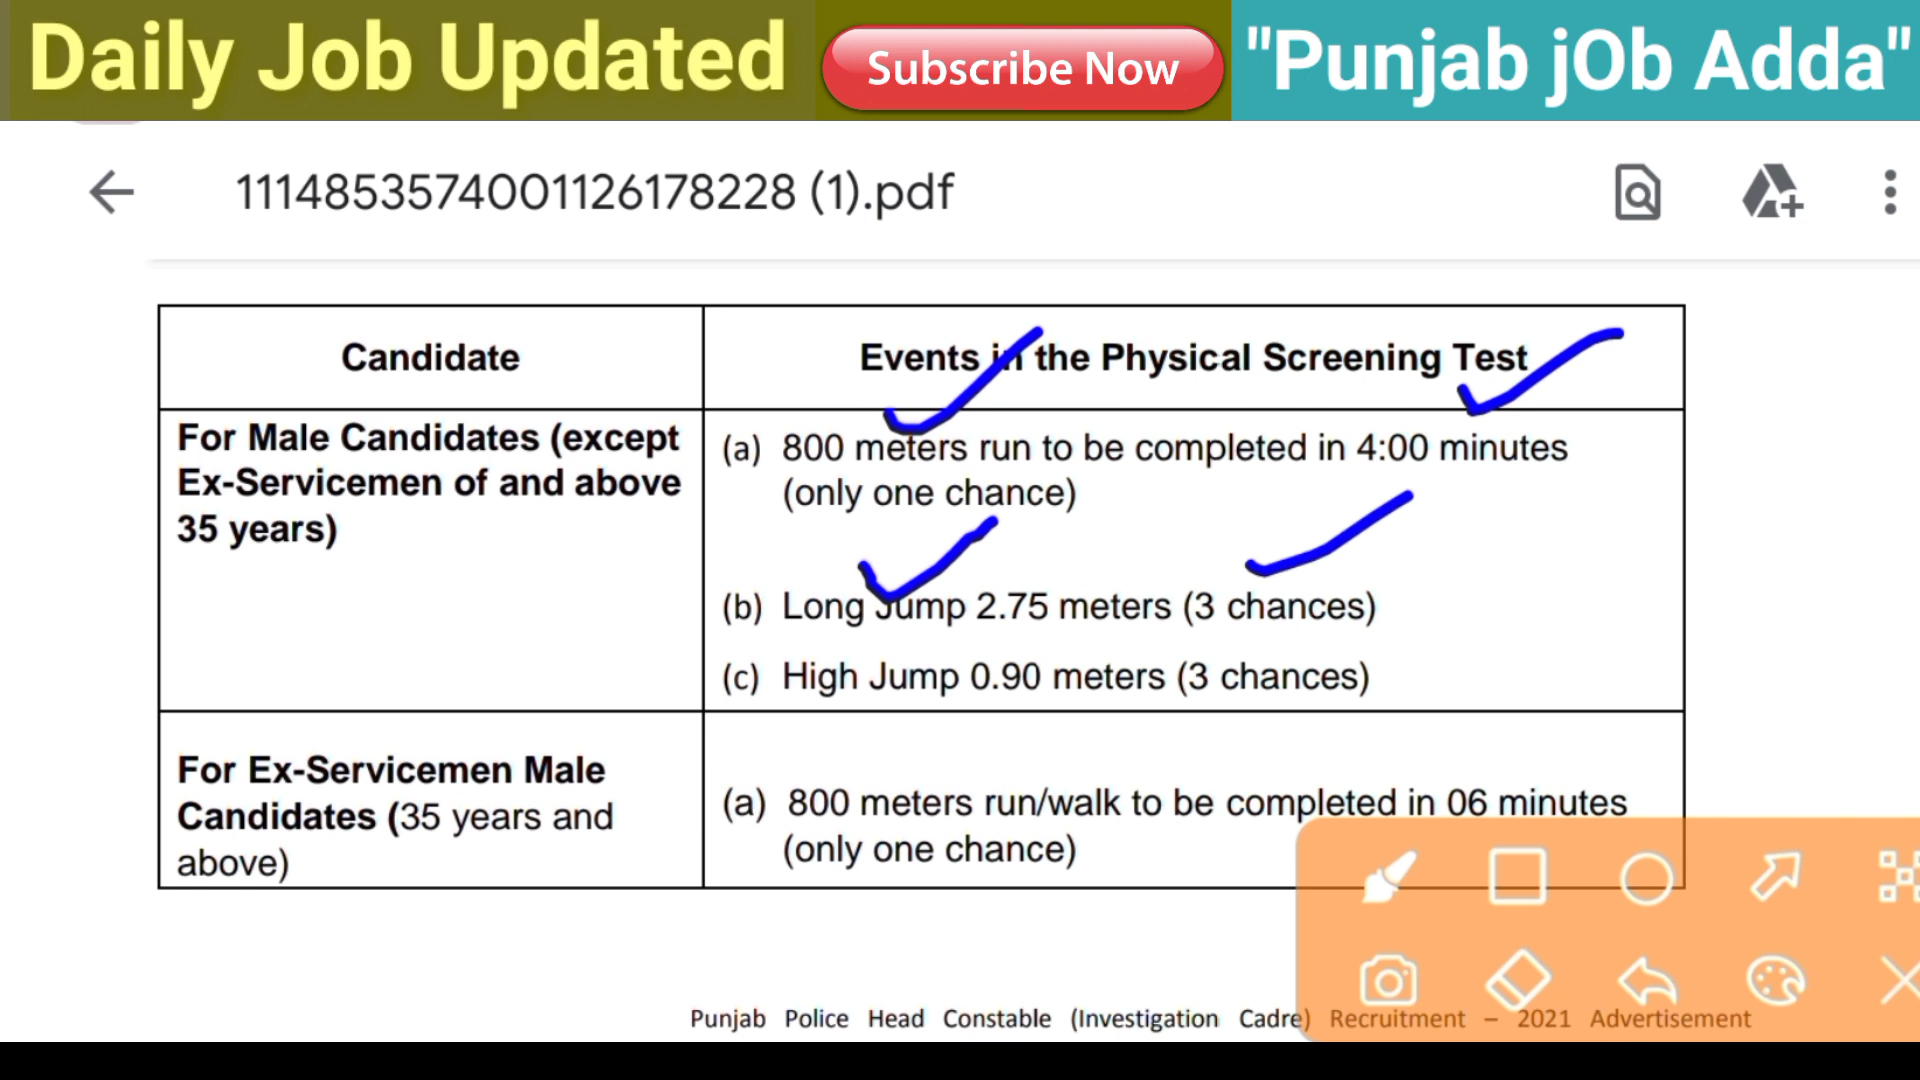 Daily Job Updated Subscribe Now "Punjab jOb Adda"
1114853574001126178228 (1).pdf
Candidate
Events in the Physical Screening Test
For Male Candidates (except
Ex-Servicemen of and above
35 years)
(a) 800 meters run to be completed in 4:00 minutes
(only one chance)
(b) Long Jump 2.75 meters (3 chances)
(c) High Jump 0.90 meters (3 chances)
For Ex-Servicemen Male
Candidates (35 years and
above)
(a) 800 meters run/walk to be completed in 06 minutes
(only one chance)
Punjab Police Head Constable (Investigation Cadre) Recruitment – 2021 Advertisement